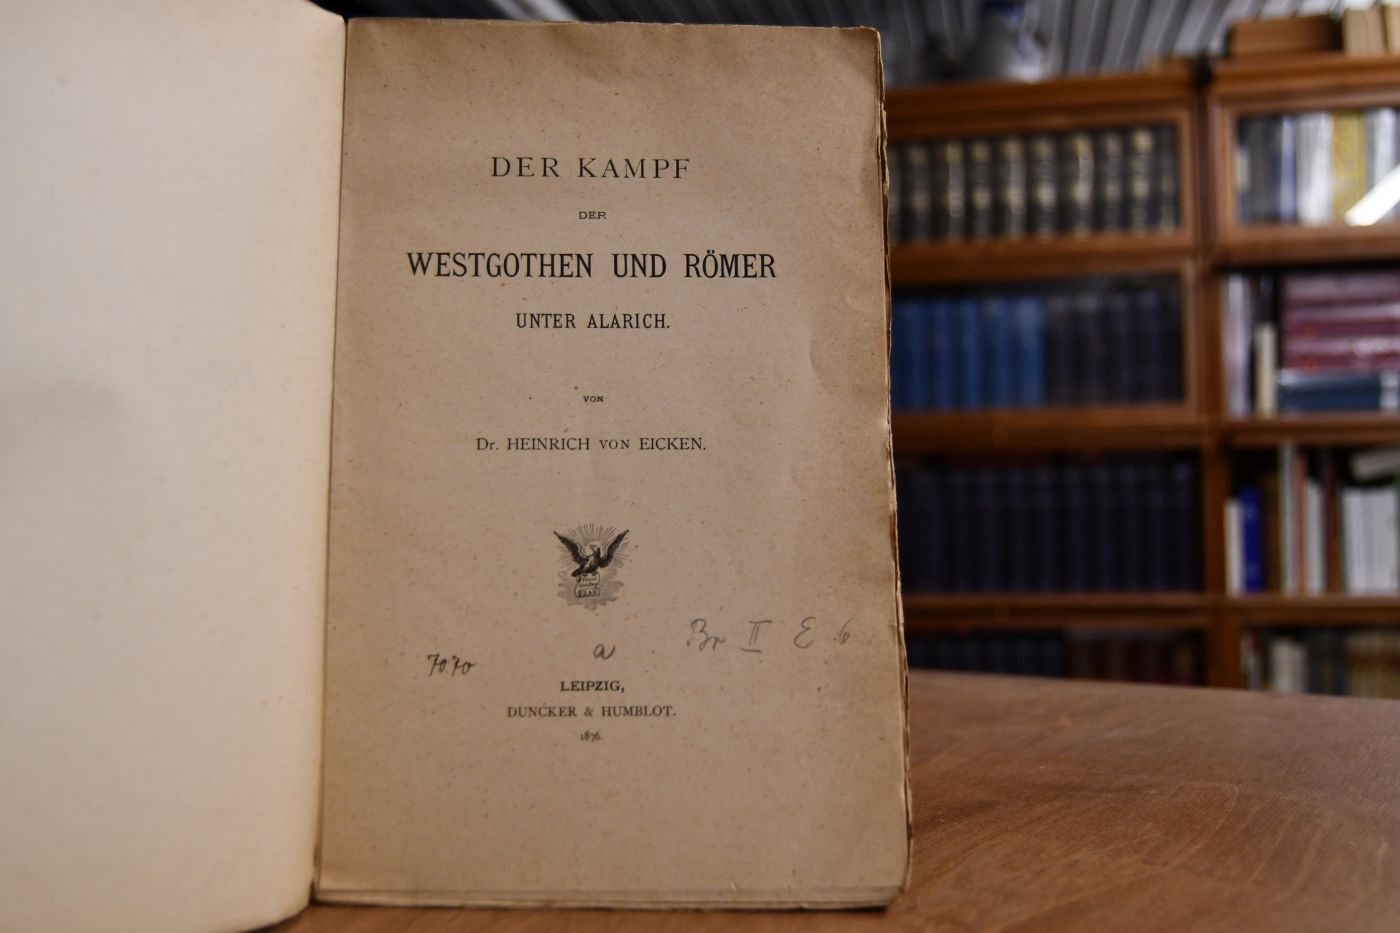 DER KAMPF
DER
WESTGOTHEN UND RÖMER
UNTER ALARICH.
VON
Dr. HEINRICH VON EICKEN.
Br II E 6
a
7070
LEIPZIG,
DUNCKER & HUMBLOT.
1876.